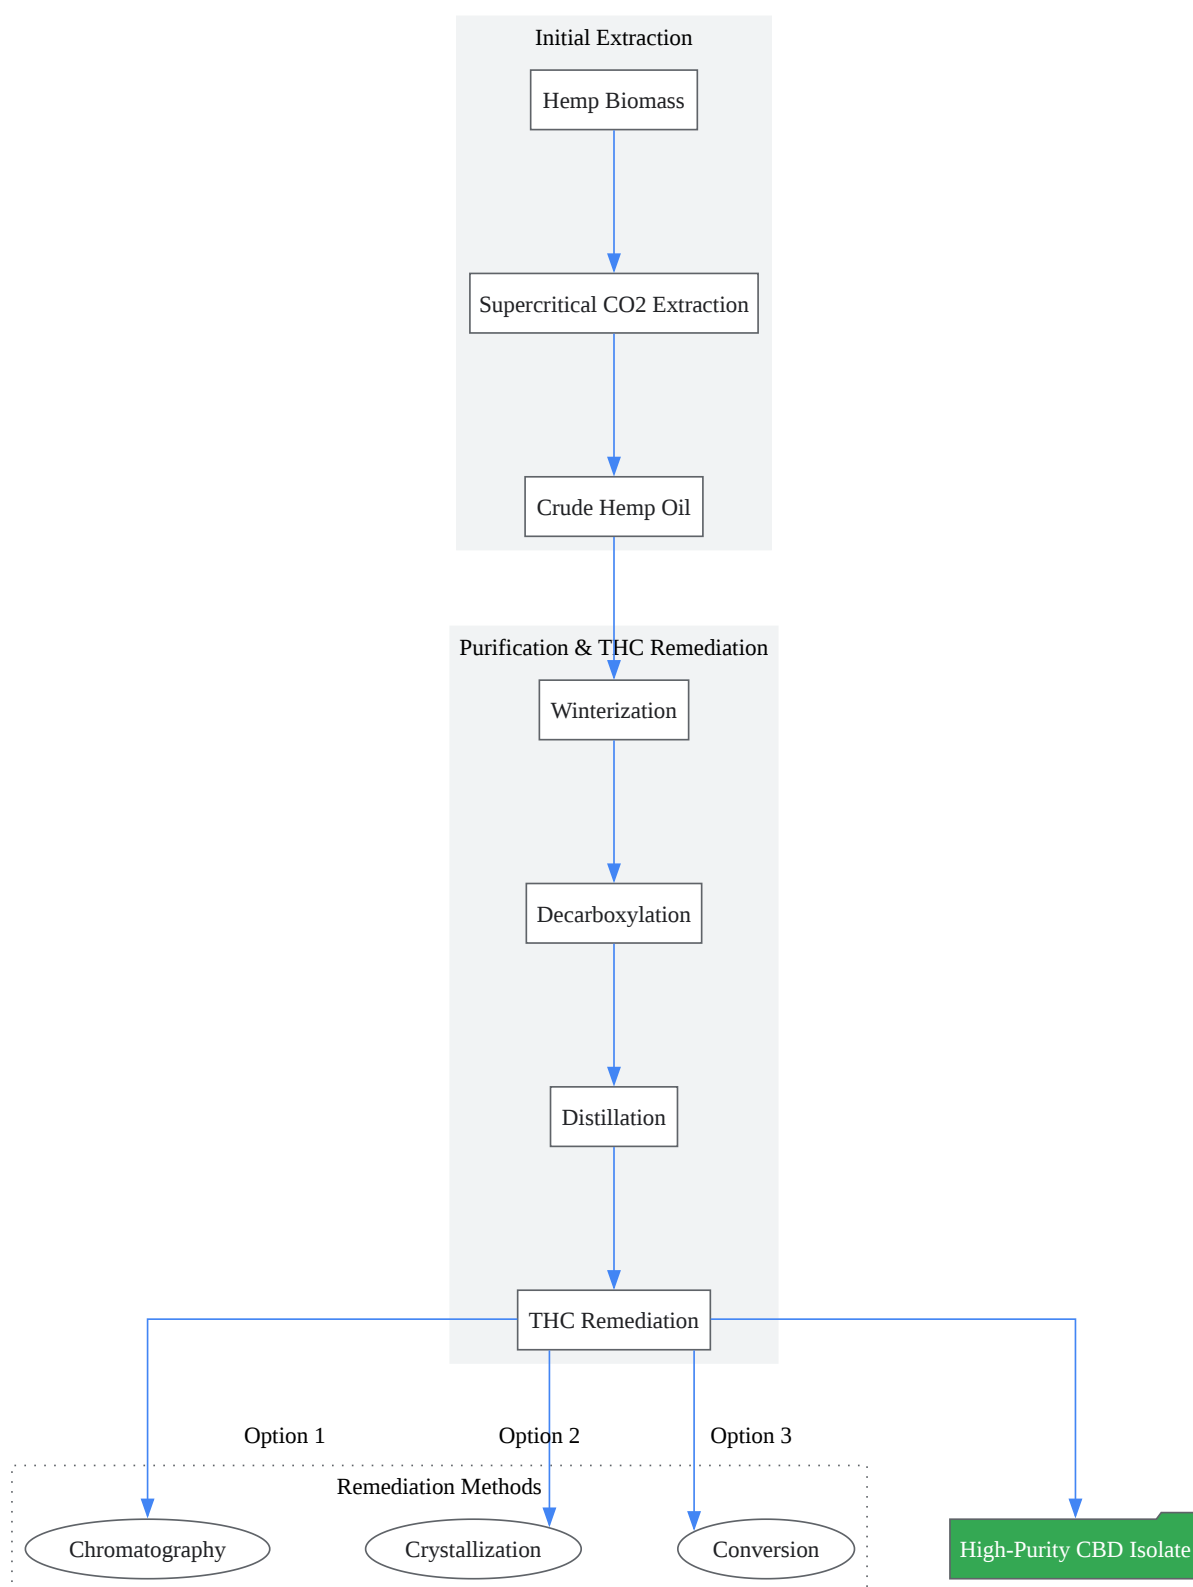 Initial Extraction
Hemp Biomass
Supercritical CO2 Extraction
Crude Hemp Oil
Purification & THC Remediation
Winterization
Decarboxylation
Distillation
THC Remediation
Option 1
Option 2
Option 3
Remediation Methods
Chromatography
Crystallization
Conversion
High-Purity CBD Isolate